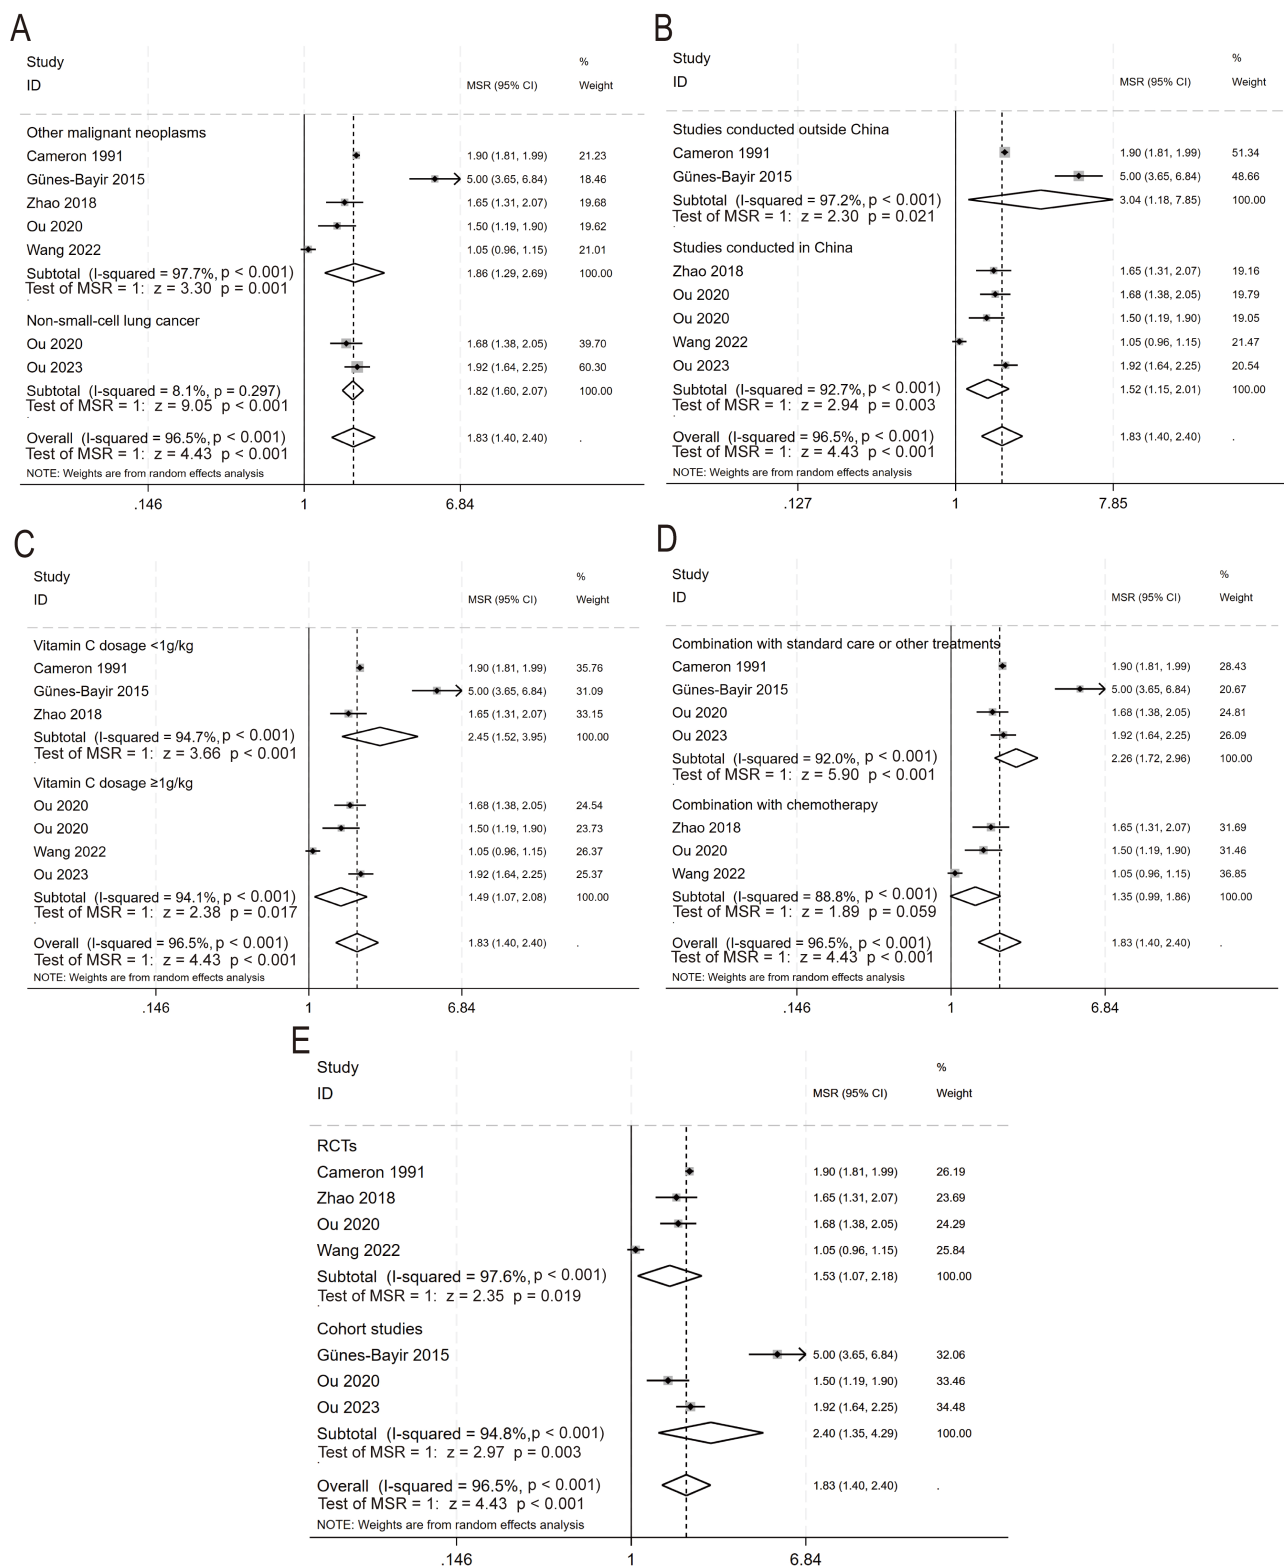 A
Study %
ID MSR (95% CI) Weight
Other malignant neoplasms
Cameron 1991 1.90 (1.81, 1.99) 21.23
Günes-Bayir 2015 5.00 (3.65, 6.84) 18.46
Zhao 2018 1.65 (1.31, 2.07) 19.68
Ou 2020 1.50 (1.19, 1.90) 19.62
Wang 2022 1.05 (0.96, 1.15) 21.01
Subtotal (I-squared = 97.7%, p < 0.001) 1.86 (1.29, 2.69) 100.00
Test of MSR = 1: z = 3.30 p = 0.001
.
Non-small-cell lung cancer
Ou 2020 1.68 (1.38, 2.05) 39.70
Ou 2023 1.92 (1.64, 2.25) 60.30
Subtotal (I-squared = 8.1%, p = 0.297) 1.82 (1.60, 2.07) 100.00
Test of MSR = 1: z = 9.05 p < 0.001
.
Overall (I-squared = 96.5%, p < 0.001) 1.83 (1.40, 2.40) .
Test of MSR = 1: z = 4.43 p < 0.001
NOTE: Weights are from random effects analysis
.146 1 6.84
B
Study %
ID MSR (95% CI) Weight
Studies conducted outside China
Cameron 1991 1.90 (1.81, 1.99) 51.34
Günes-Bayir 2015 5.00 (3.65, 6.84) 48.66
Subtotal (I-squared = 97.2%, p < 0.001) 3.04 (1.18, 7.85) 100.00
Test of MSR = 1: z = 2.30 p = 0.021
.
Studies conducted in China
Zhao 2018 1.65 (1.31, 2.07) 19.16
Ou 2020 1.68 (1.38, 2.05) 19.79
Ou 2020 1.50 (1.19, 1.90) 19.05
Wang 2022 1.05 (0.96, 1.15) 21.47
Ou 2023 1.92 (1.64, 2.25) 20.54
Subtotal (I-squared = 92.7%, p < 0.001) 1.52 (1.15, 2.01) 100.00
Test of MSR = 1: z = 2.94 p = 0.003
.
Overall (I-squared = 96.5%, p < 0.001) 1.83 (1.40, 2.40) .
Test of MSR = 1: z = 4.43 p < 0.001
NOTE: Weights are from random effects analysis
.127 1 7.85
C
Study %
ID MSR (95% CI) Weight
Vitamin C dosage <1g/kg
Cameron 1991 1.90 (1.81, 1.99) 35.76
Günes-Bayir 2015 5.00 (3.65, 6.84) 31.09
Zhao 2018 1.65 (1.31, 2.07) 33.15
Subtotal (I-squared = 94.7%, p < 0.001) 2.45 (1.52, 3.95) 100.00
Test of MSR = 1: z = 3.66 p < 0.001
.
Vitamin C dosage ≥1g/kg
Ou 2020 1.68 (1.38, 2.05) 24.54
Ou 2020 1.50 (1.19, 1.90) 23.73
Wang 2022 1.05 (0.96, 1.15) 26.37
Ou 2023 1.92 (1.64, 2.25) 25.37
Subtotal (I-squared = 94.1%, p < 0.001) 1.49 (1.07, 2.08) 100.00
Test of MSR = 1: z = 2.38 p = 0.017
.
Overall (I-squared = 96.5%, p < 0.001) 1.83 (1.40, 2.40) .
Test of MSR = 1: z = 4.43 p < 0.001
NOTE: Weights are from random effects analysis
.146 1 6.84
D
Study %
ID MSR (95% CI) Weight
Combination with standard care or other treatments
Cameron 1991 1.90 (1.81, 1.99) 28.43
Günes-Bayir 2015 5.00 (3.65, 6.84) 20.67
Ou 2020 1.68 (1.38, 2.05) 24.81
Ou 2023 1.92 (1.64, 2.25) 26.09
Subtotal (I-squared = 92.0%, p < 0.001) 2.26 (1.72, 2.96) 100.00
Test of MSR = 1: z = 5.90 p < 0.001
.
Combination with chemotherapy
Zhao 2018 1.65 (1.31, 2.07) 31.69
Ou 2020 1.50 (1.19, 1.90) 31.46
Wang 2022 1.05 (0.96, 1.15) 36.85
Subtotal (I-squared = 88.8%, p < 0.001) 1.35 (0.99, 1.86) 100.00
Test of MSR = 1: z = 1.89 p = 0.059
.
Overall (I-squared = 96.5%, p < 0.001) 1.83 (1.40, 2.40) .
Test of MSR = 1: z = 4.43 p < 0.001
NOTE: Weights are from random effects analysis
.146 1 6.84
E
Study %
ID MSR (95% CI) Weight
RCTs
Cameron 1991 1.90 (1.81, 1.99) 26.19
Zhao 2018 1.65 (1.31, 2.07) 23.69
Ou 2020 1.68 (1.38, 2.05) 24.29
Wang 2022 1.05 (0.96, 1.15) 25.84
Subtotal (I-squared = 97.6%, p < 0.001) 1.53 (1.07, 2.18) 100.00
Test of MSR = 1: z = 2.35 p = 0.019
.
Cohort studies
Günes-Bayir 2015 5.00 (3.65, 6.84) 32.06
Ou 2020 1.50 (1.19, 1.90) 33.46
Ou 2023 1.92 (1.64, 2.25) 34.48
Subtotal (I-squared = 94.8%, p < 0.001) 2.40 (1.35, 4.29) 100.00
Test of MSR = 1: z = 2.97 p = 0.003
.
Overall (I-squared = 96.5%, p < 0.001) 1.83 (1.40, 2.40) .
Test of MSR = 1: z = 4.43 p < 0.001
NOTE: Weights are from random effects analysis
.146 1 6.84